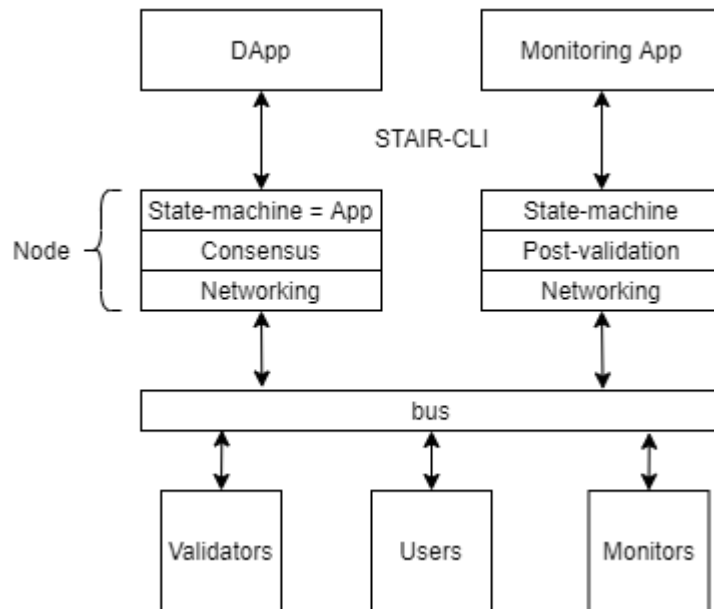 DApp
Monitoring App
STAIR-CLI
State-machine = App
State-machine
Node
Consensus
Post-validation
Networking
Networking
bus
Validators
Users
Monitors